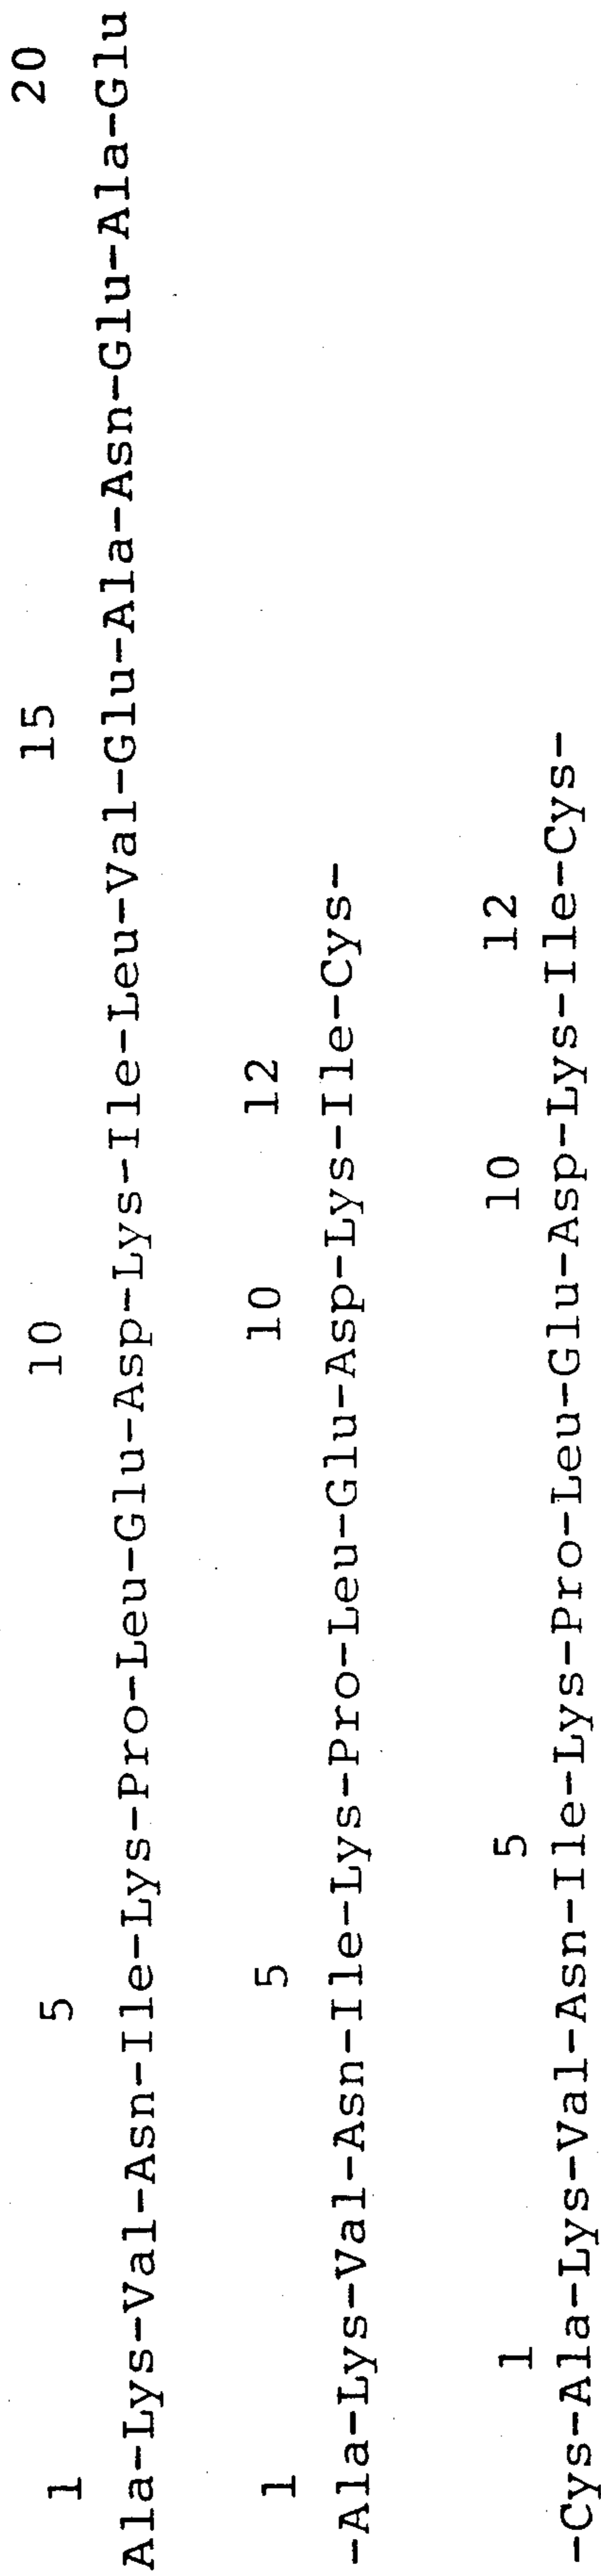 1 5 10 15 20
Ala-Lys-Val-Asn-Ile-Lys-Pro-Leu-Glu-Asp-Lys-Ile-Leu-Val-Glu-Ala-Asn-Glu-Ala-Glu
1 5 10 12
-Ala-Lys-Val-Asn-Ile-Lys-Pro-Leu-Glu-Asp-Lys-Ile-Cys-
1 5 10 12
-Cys-Ala-Lys-Val-Asn-Ile-Lys-Pro-Leu-Glu-Asp-Lys-Ile-Cys-